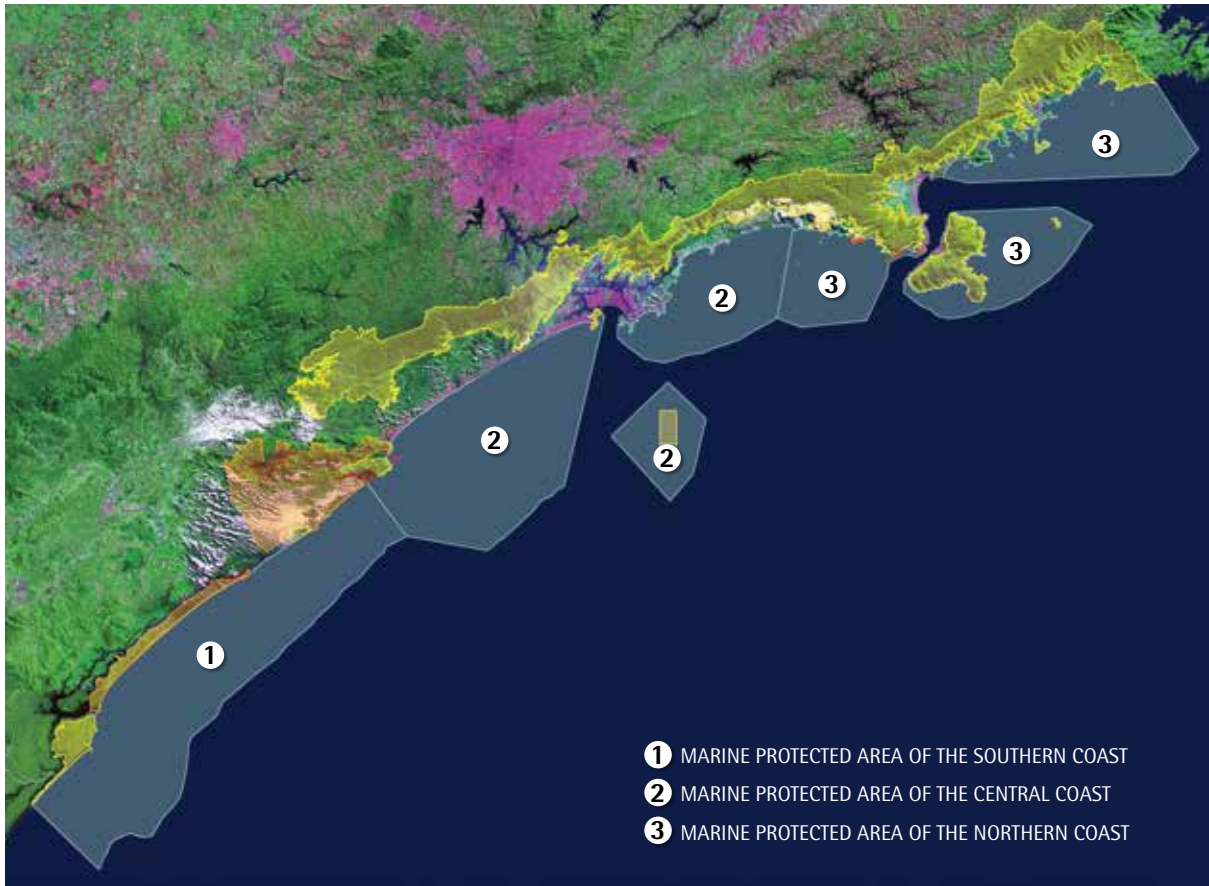 3
3
2
3
2
2
1
1 MARINE PROTECTED AREA OF THE SOUTHERN COAST
2 MARINE PROTECTED AREA OF THE CENTRAL COAST
3 MARINE PROTECTED AREA OF THE NORTHERN COAST